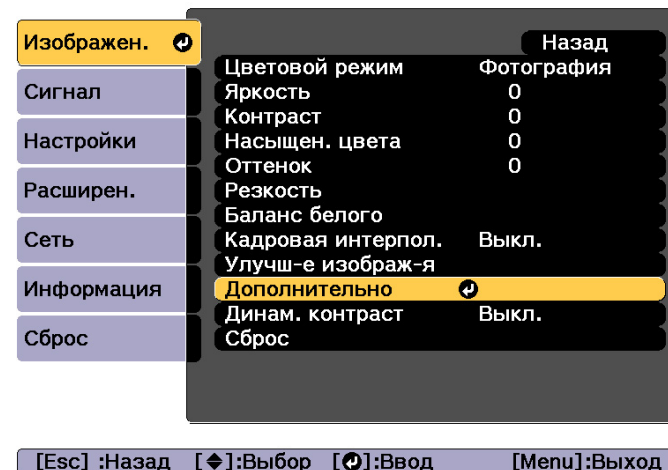 Изображен.
Сигнал
Настройки
Расширен.
Сеть
Информация
Сброс
Назад
Цветовой режим Фотография
Яркость 0
Контраст 0
Насыщен. цвета 0
Оттенок 0
Резкость
Баланс белого
Кадровая интерпол. Выкл.
Улучш-е изображ-я
Дополнительно
Динам. контраст Выкл.
Сброс
[Esc] :Назад [◆]:Выбор [↵]:Ввод [Menu]:Выход